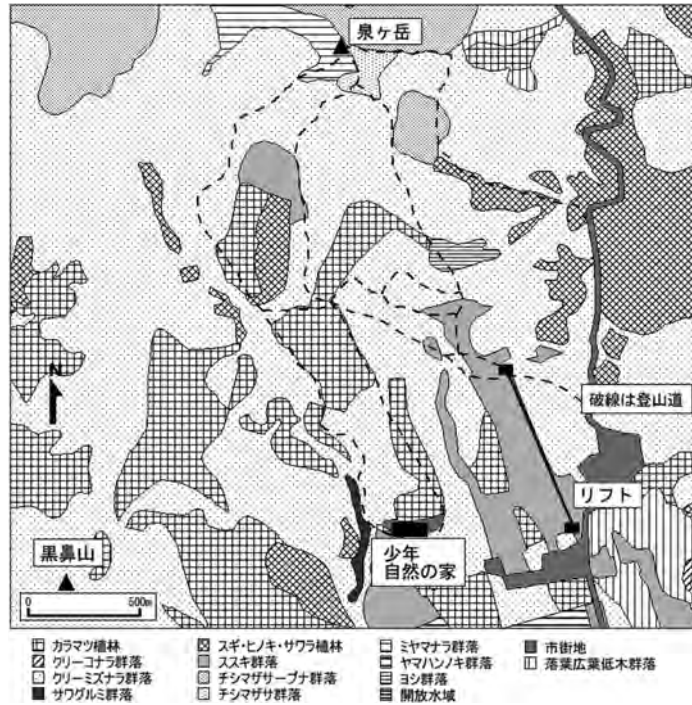 泉ヶ岳
N
破線は登山道
リフト
少年
自然の家
黒鼻山
0 500m
カラマツ植林
クリーコナラ群落
クリーミズナラ群落
サワグルミ群落
スギ・ヒノキ・サワラ植林
ススキ群落
チシマザサーブナ群落
チシマザサ群落
ミヤマナラ群落
ヤマハンノキ群落
ヨシ群落
開放水域
市街地
落葉広葉低木群落